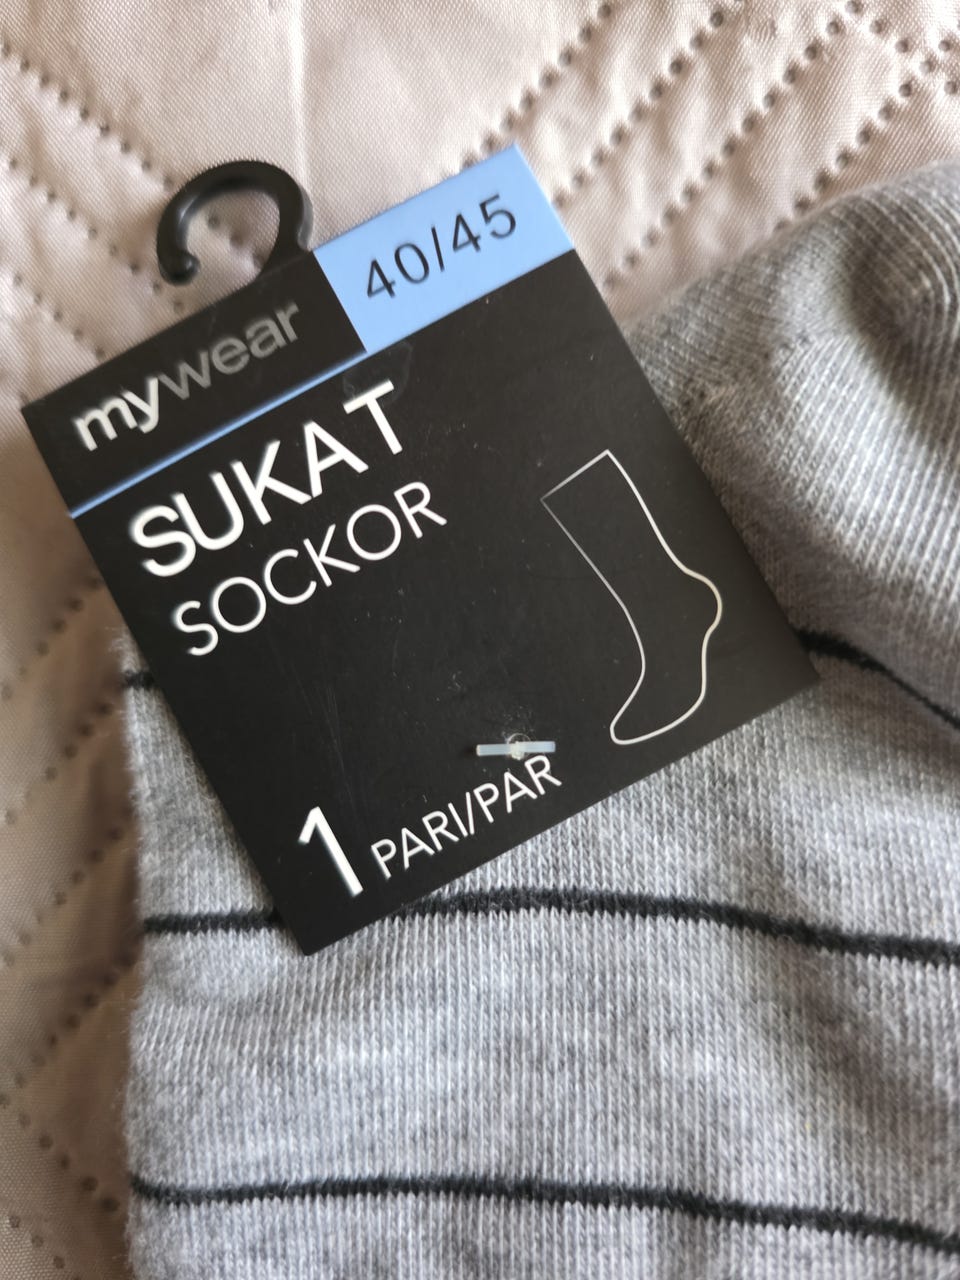 40/45
mywear
SUKAT
SOCKOR
1 PARI/PAR